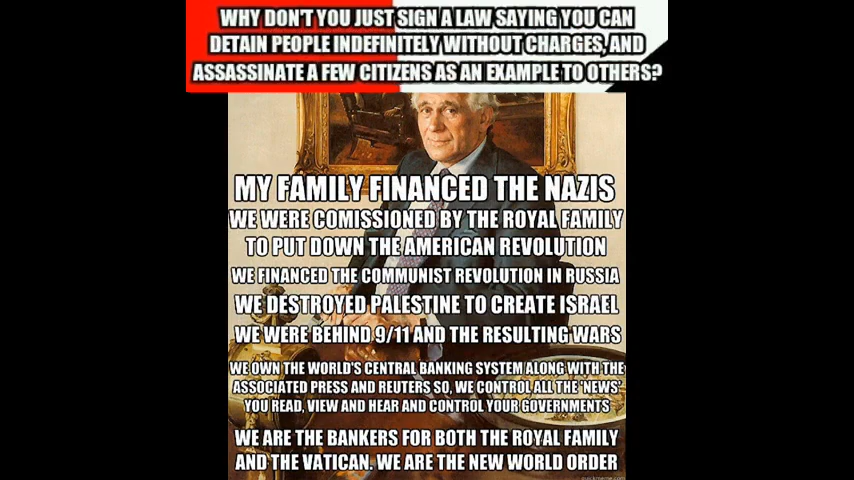 WHY DON'T YOU JUST SIGN A LAW SAYING YOU CAN
DETAIN PEOPLE INDEFINITELY WITHOUT CHARGES, AND
ASSASSINATE A FEW CITIZENS AS AN EXAMPLE TO OTHERS?
MY FAMILY FINANCED THE NAZIS
WE WERE COMISSIONED BY THE ROYAL FAMILY
TO PUT DOWN THE AMERICAN REVOLUTION
WE FINANCED THE COMMUNIST REVOLUTION IN RUSSIA
WE DESTROYED PALESTINE TO CREATE ISRAEL
WE WERE BEHIND 9/11 AND THE RESULTING WARS
WE OWN THE WORLD'S CENTRAL BANKING SYSTEM ALONG WITH THE
ASSOCIATED PRESS AND REUTERS SO, WE CONTROL ALL THE 'NEWS'
YOU READ, VIEW AND HEAR AND CONTROL YOUR GOVERNMENTS
WE ARE THE BANKERS FOR BOTH THE ROYAL FAMILY
AND THE VATICAN. WE ARE THE NEW WORLD ORDER
quickmeme.com